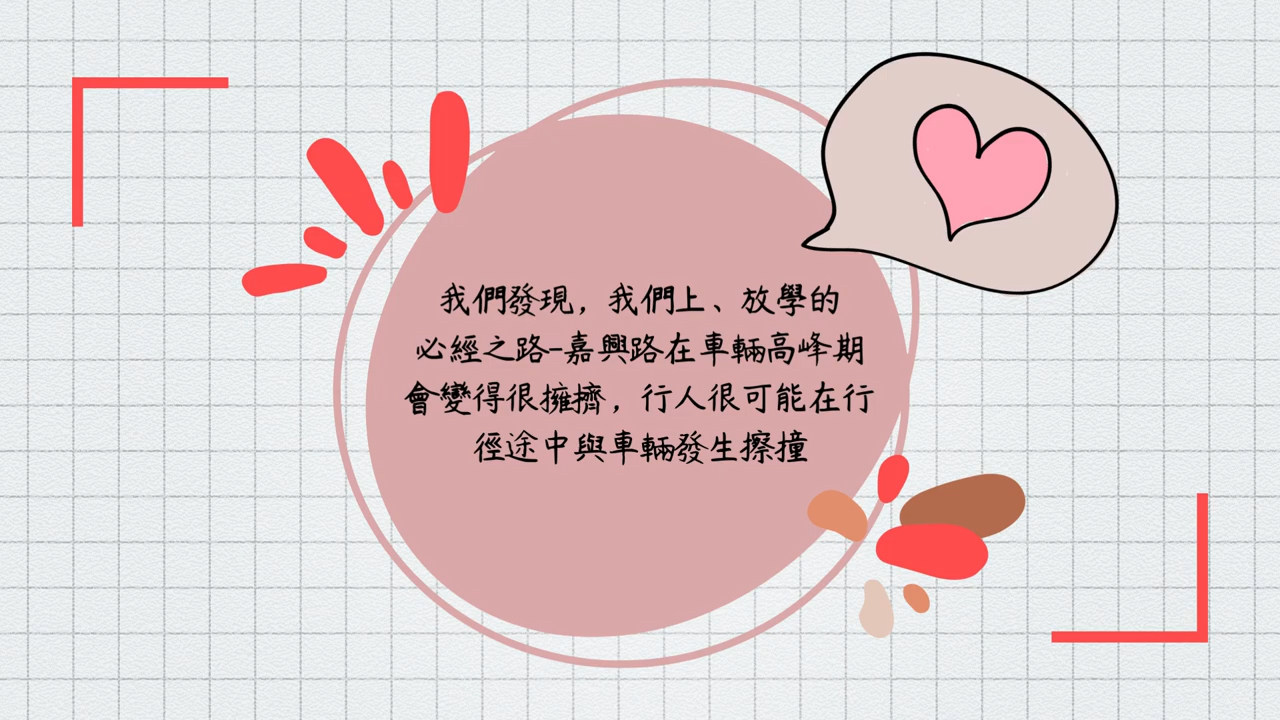 我們發現，我們上、放學的
必經之路-嘉興路在車輛高峰期
會變得很擁擠，行人很可能在行
徑途中與車輛發生擦撞